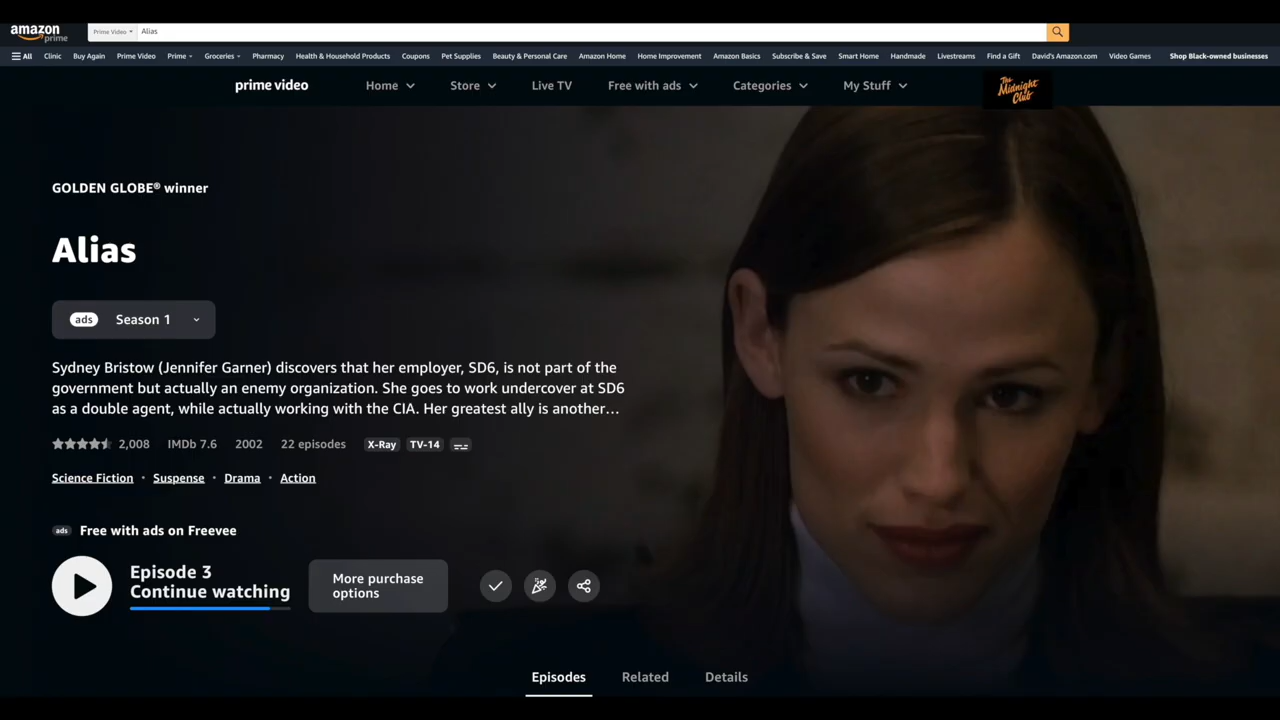 amazon
prime
Prime Video
Alias
All Clinic Buy Again Prime Video Prime Groceries Pharmacy Health & Household Products Coupons Pet Supplies Beauty & Personal Care Amazon Home Home Improvement Amazon Basics Subscribe & Save Smart Home Handmade Livestreams Find a Gift David's Amazon.com Video Games Shop Black-owned businesses
prime video Home Store Live TV Free with ads Categories My Stuff
The
Midnight
Club
GOLDEN GLOBE® winner
Alias
ads Season 1
Sydney Bristow (Jennifer Garner) discovers that her employer, SD6, is not part of the
government but actually an enemy organization. She goes to work undercover at SD6
as a double agent, while actually working with the CIA. Her greatest ally is another...
2,008 IMDb 7.6 2002 22 episodes X-Ray TV-14
Science Fiction · Suspense · Drama · Action
ads Free with ads on Freevee
Episode 3
Continue watching
More purchase
options
Episodes Related Details